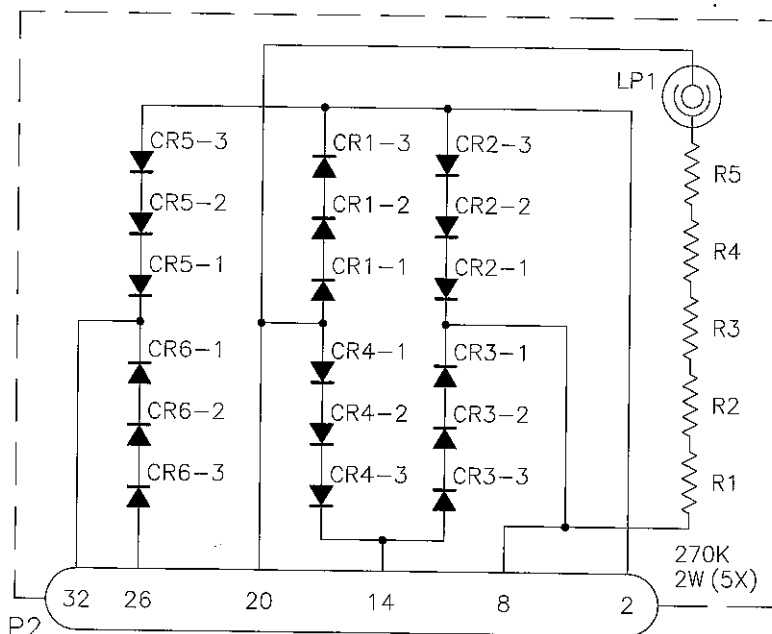 LP1
CR5-3
CR1-3
CR2-3
R5
CR5-2
CR1-2
CR2-2
R4
CR5-1
CR1-1
CR2-1
R3
CR6-1
CR4-1
CR3-1
CR6-2
CR4-2
CR3-2
R2
CR6-3
CR4-3
CR3-3
R1
270K
2W (5X)
32 26 20 14 8 2
P2